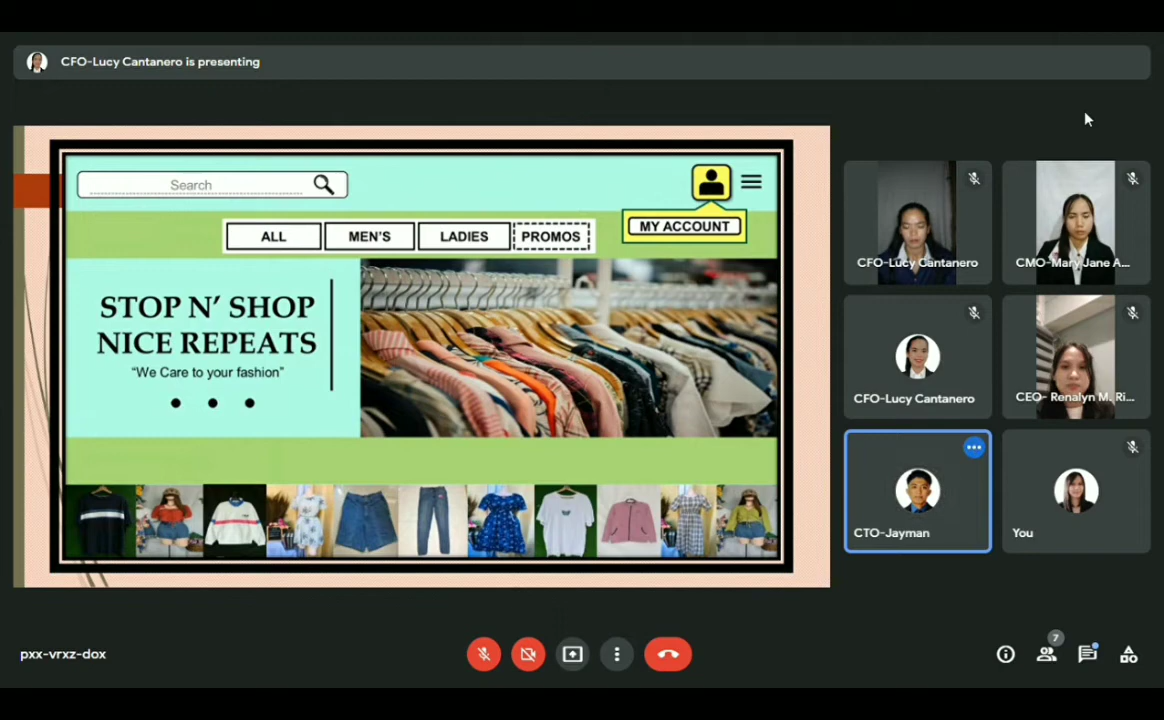 CFO-Lucy Cantanero is presenting
Search
MY ACCOUNT
ALL
MEN'S
LADIES
PROMOS
STOP N' SHOP
NICE REPEATS
“We Care to your fashion”
CFO-Lucy Cantanero
CMO-Mary Jane A...
CFO-Lucy Cantanero
CEO- Renalyn M. Ri...
CTO-Jayman
You
pxx-vrxz-dox
7